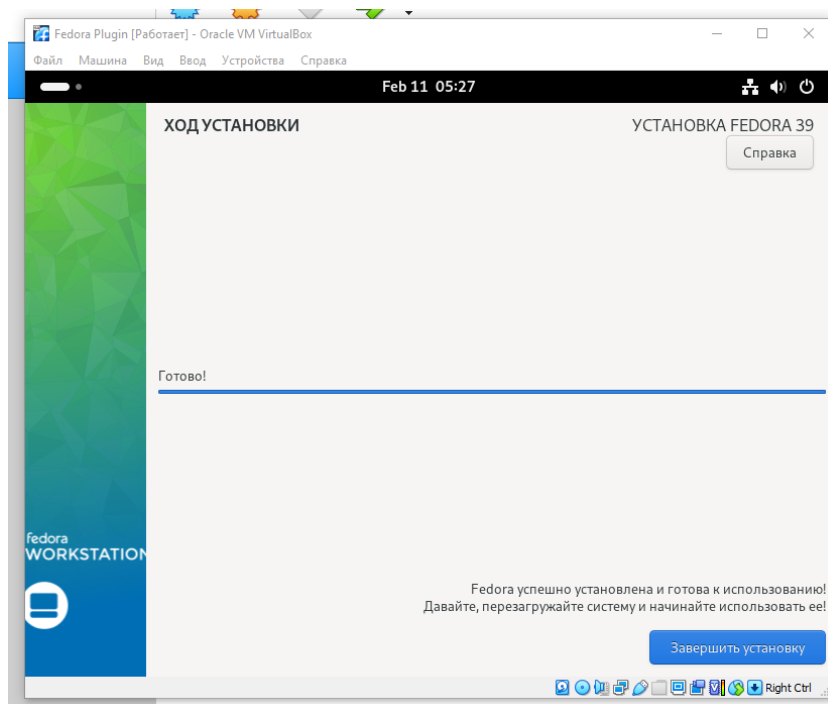 Fedora Plugin [Работает] - Oracle VM VirtualBox
Файл Машина Вид Ввод Устройства Справка
Feb 11 05:27
ХОД УСТАНОВКИ
УСТАНОВКА FEDORA 39
Справка
Готово!
fedora
WORKSTATION
Fedora успешно установлена и готова к использованию!
Давайте, перезагружайте систему и начинайте использовать ее!
Завершить установку
Right Ctrl